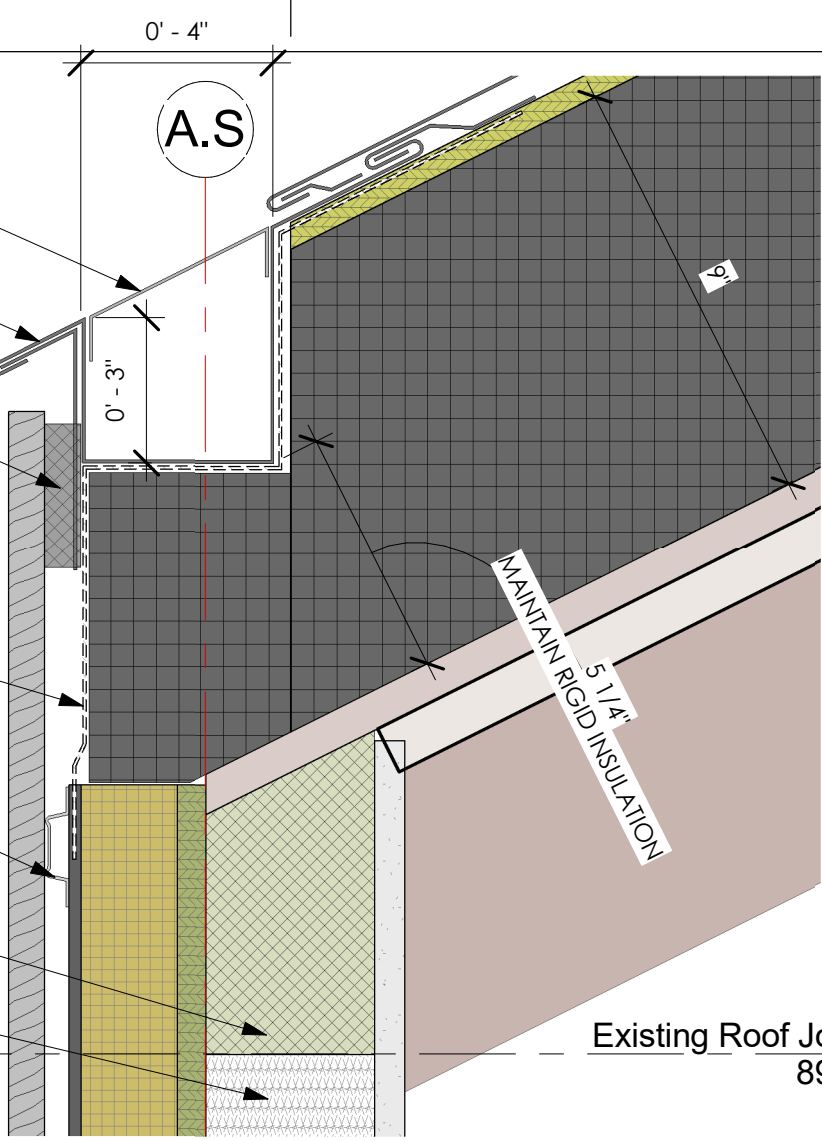 0' - 4"
A.S
9"
0' - 3"
5 1/4"
MAINTAIN RIGID INSULATION
Existing Roof Jo
89